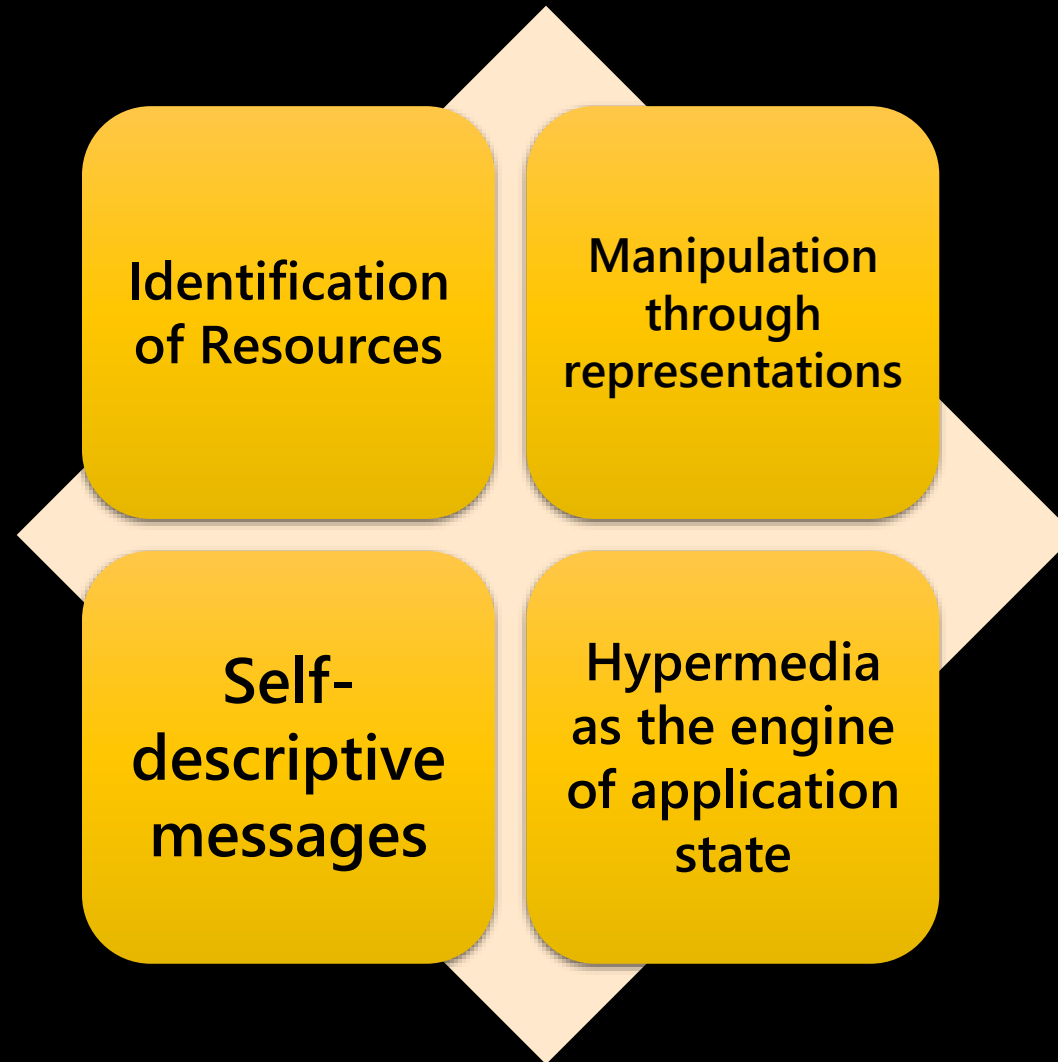 Identification
of Resources
Manipulation
through
representations
Self-
descriptive
messages
Hypermedia
as the engine
of application
state